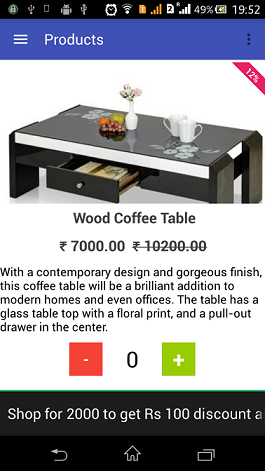 49% 19:52
Products
12%
Wood Coffee Table
₹ 7000.00 ₹ 10200.00
With a contemporary design and gorgeous finish,
this coffee table will be a brilliant addition to
modern homes and even offices. The table has a
glass table top with a floral print, and a pull-out
drawer in the center.
- 0 +
Shop for 2000 to get Rs 100 discount a